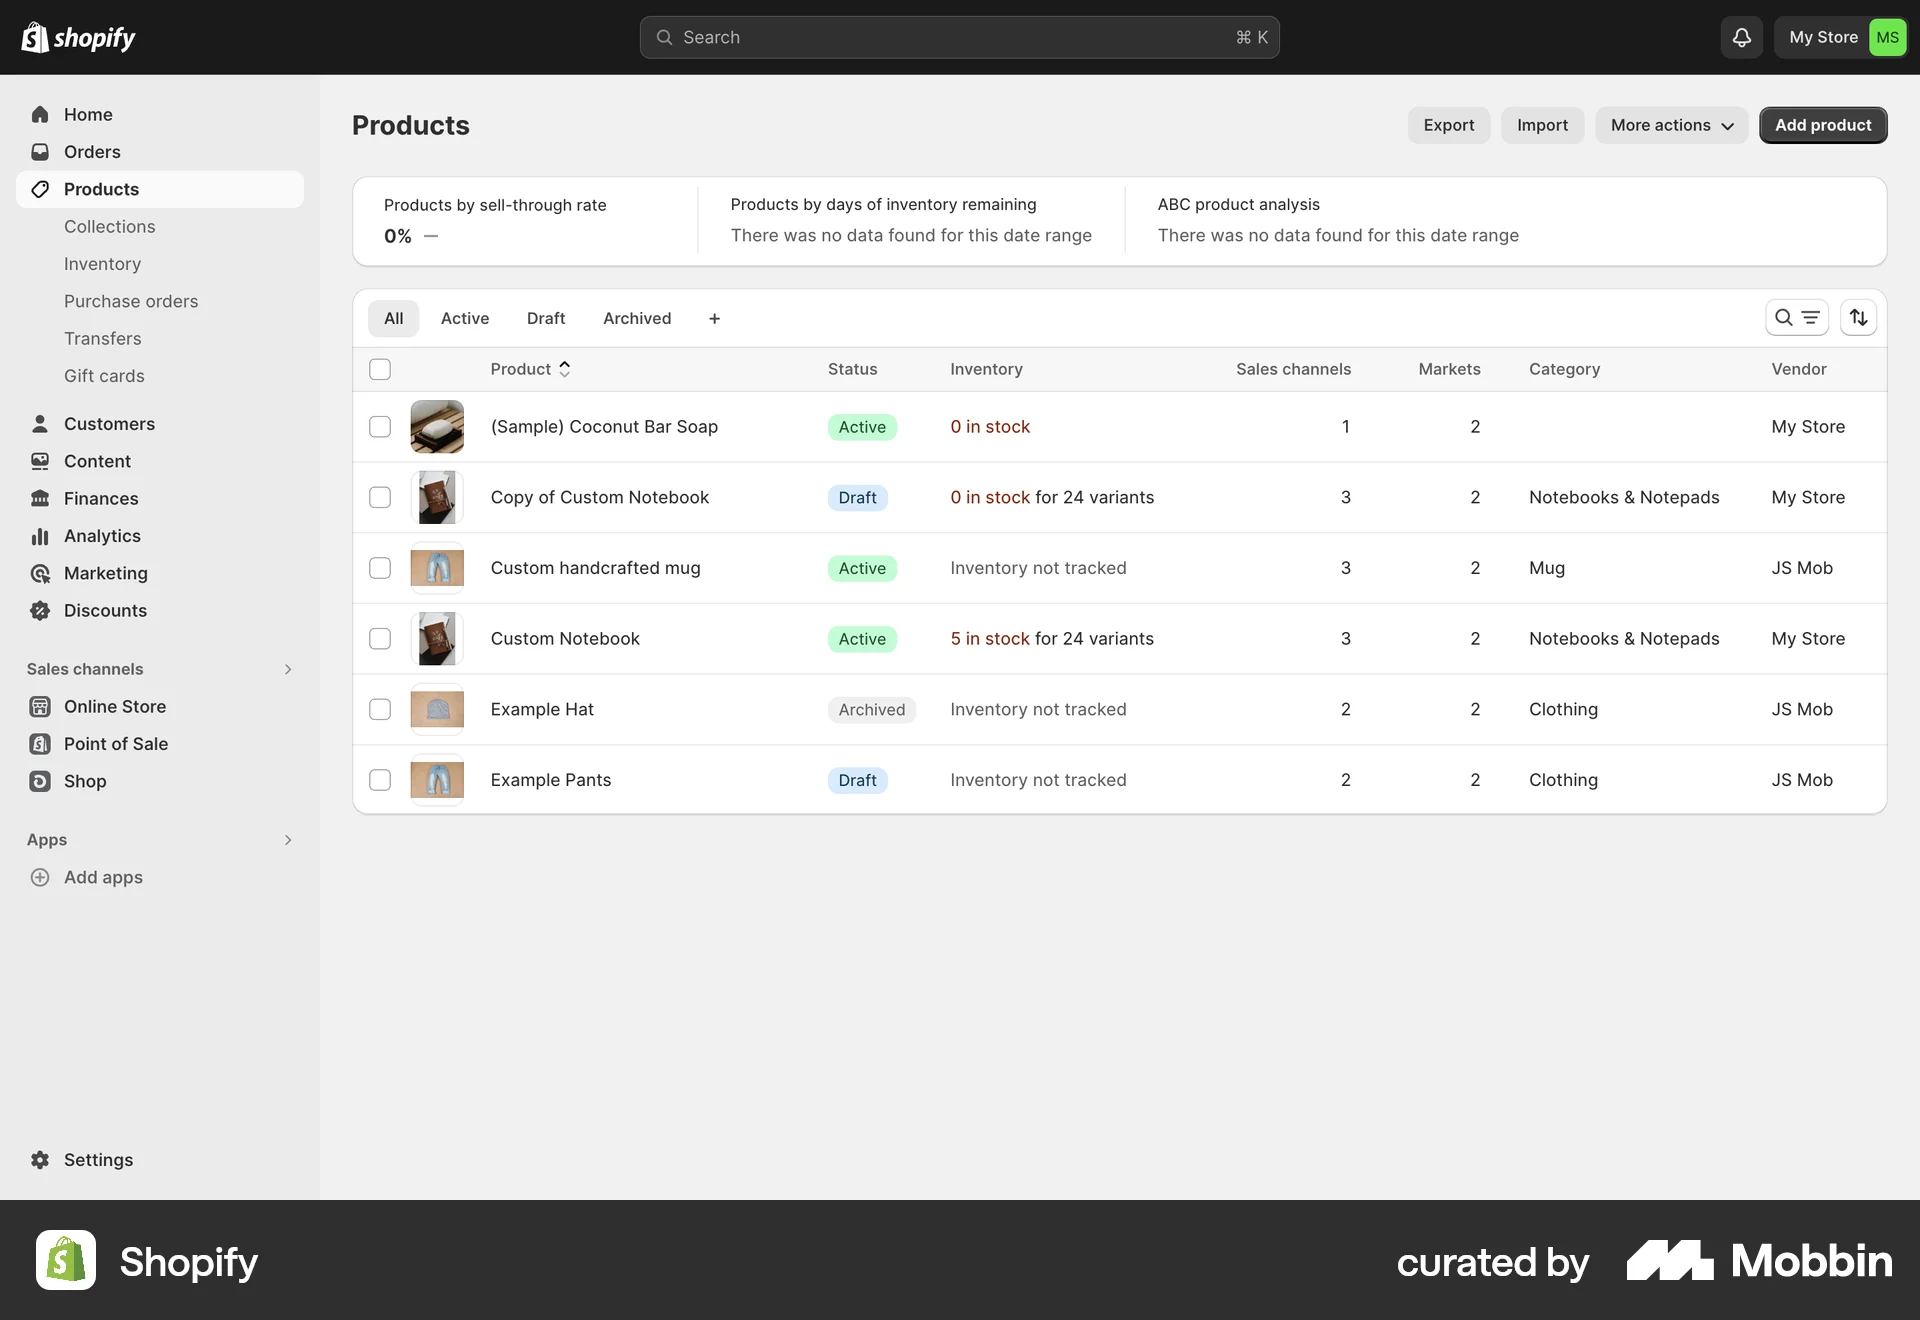 shopify
Search
⌘ K
My Store
MS
Home
Orders
Products
Collections
Inventory
Purchase orders
Transfers
Gift cards
Customers
Content
Finances
Analytics
Marketing
Discounts
Sales channels
Online Store
Point of Sale
Shop
Apps
Add apps
Settings
Products
Export
Import
More actions
Add product
Products by sell-through rate
0% —
Products by days of inventory remaining
There was no data found for this date range
ABC product analysis
There was no data found for this date range
All
Active
Draft
Archived
+
Product Status Inventory Sales channels Markets Category Vendor
(Sample) Coconut Bar Soap Active 0 in stock 1 2 My Store
Copy of Custom Notebook Draft 0 in stock for 24 variants 3 2 Notebooks & Notepads My Store
Custom handcrafted mug Active Inventory not tracked 3 2 Mug JS Mob
Custom Notebook Active 5 in stock for 24 variants 3 2 Notebooks & Notepads My Store
Example Hat Archived Inventory not tracked 2 2 Clothing JS Mob
Example Pants Draft Inventory not tracked 2 2 Clothing JS Mob
Shopify
curated by
Mobbin